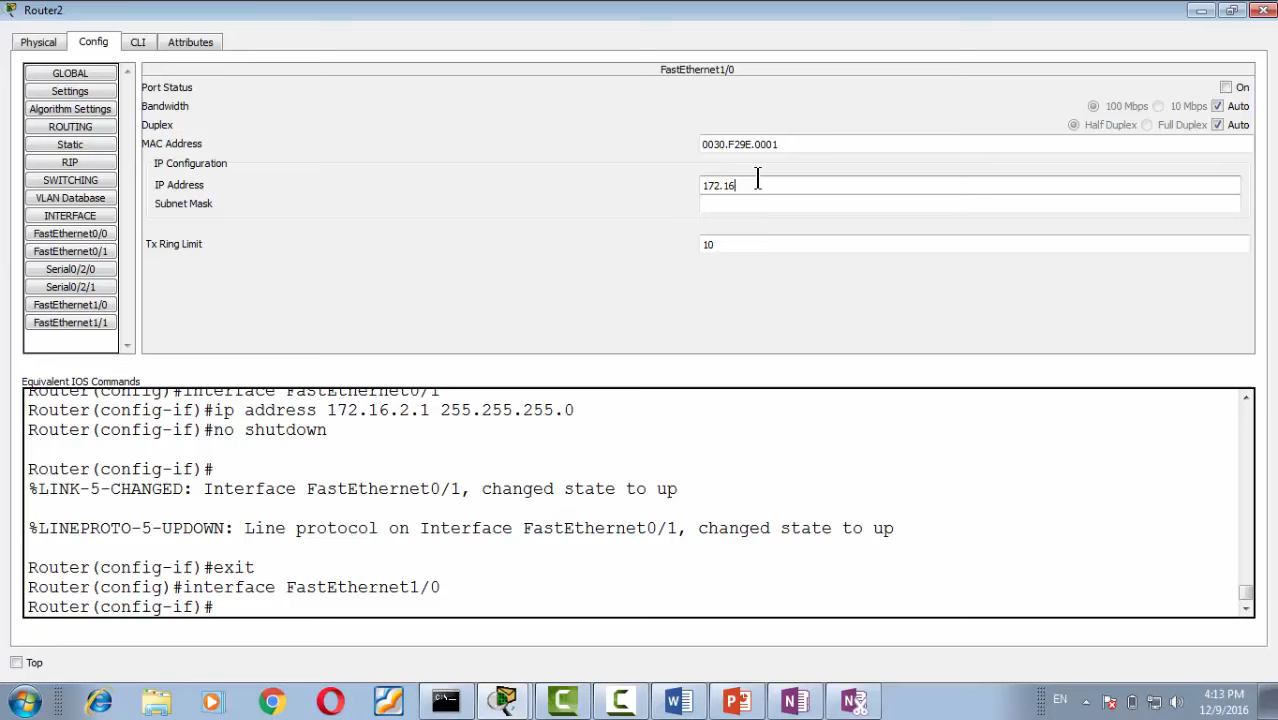 Router2
Physical Config CLI Attributes
GLOBAL
Settings
Algorithm Settings
ROUTING
Static
RIP
SWITCHING
VLAN Database
INTERFACE
FastEthernet0/0
FastEthernet0/1
Serial0/2/0
Serial0/2/1
FastEthernet1/0
FastEthernet1/1
FastEthernet1/0
Port Status On
Bandwidth 100 Mbps 10 Mbps Auto
Duplex Half Duplex Full Duplex Auto
MAC Address 0030.F29E.0001
IP Configuration
IP Address 172.16
Subnet Mask
Tx Ring Limit 10
Equivalent IOS Commands
Router(config)#interface FastEthernet0/1
Router(config-if)#ip address 172.16.2.1 255.255.255.0
Router(config-if)#no shutdown
Router(config-if)#
%LINK-5-CHANGED: Interface FastEthernet0/1, changed state to up
%LINEPROTO-5-UPDOWN: Line protocol on Interface FastEthernet0/1, changed state to up
Router(config-if)#exit
Router(config)#interface FastEthernet1/0
Router(config-if)#
Top
EN 4:13 PM
12/9/2016